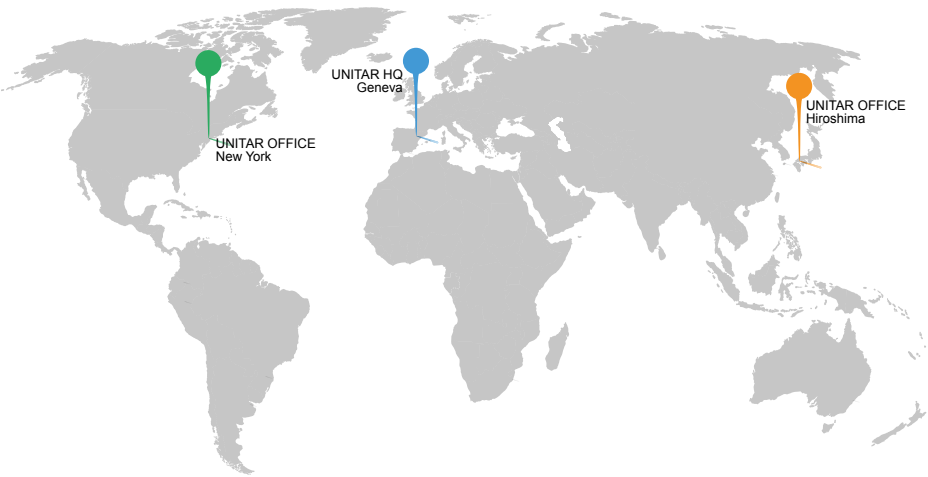 UNITAR HQ
Geneva
UNITAR OFFICE
Hiroshima
UNITAR OFFICE
New York